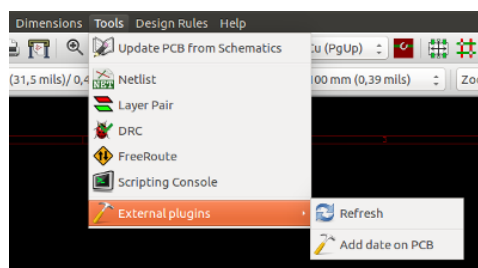 Dimensions Tools Design Rules Help
Update PCB from Schematics
Cu (PgUp)
(31,5 mils)/ 0,4
Netlist
00 mm (0,39 mils)
Zo
Layer Pair
DRC
FreeRoute
Scripting Console
External plugins
Refresh
Add date on PCB